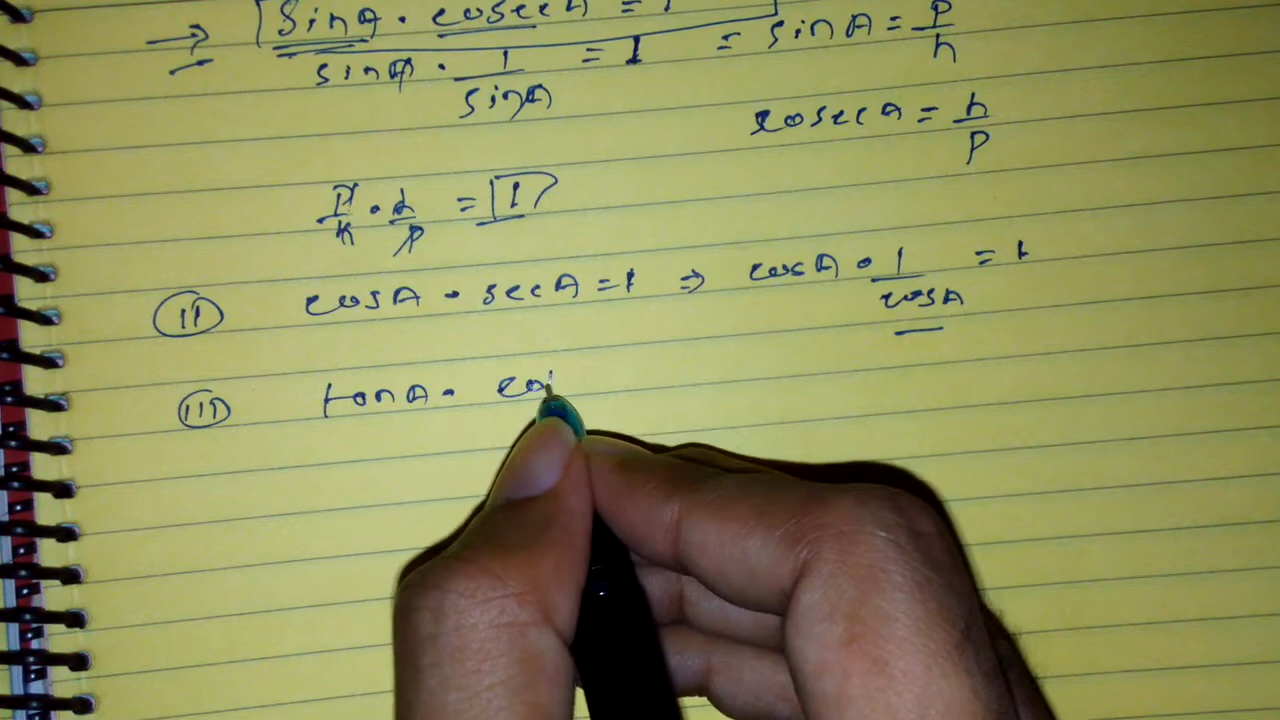 → sinA · cosecA = 1
sinA · 1/sinA = 1 = sinA = p/h
cosecA = h/p
p/h · h/p = 1
(ii) cosA · secA = 1 ⇒ cosA · 1/cosA = 1
(iii) tanA · cot